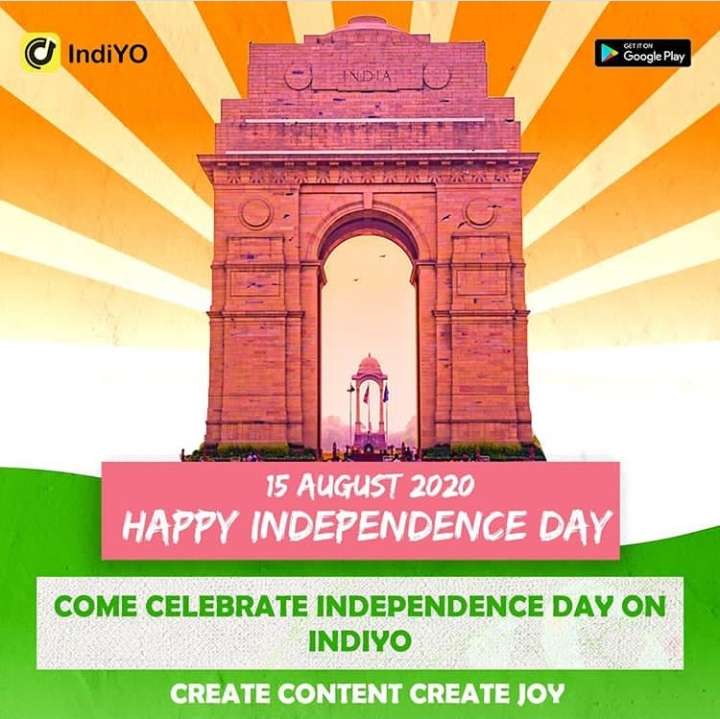 IndiYO
GET IT ON
Google Play
INDIA
15 AUGUST 2020
HAPPY INDEPENDENCE DAY
COME CELEBRATE INDEPENDENCE DAY ON
INDIYO
CREATE CONTENT CREATE JOY